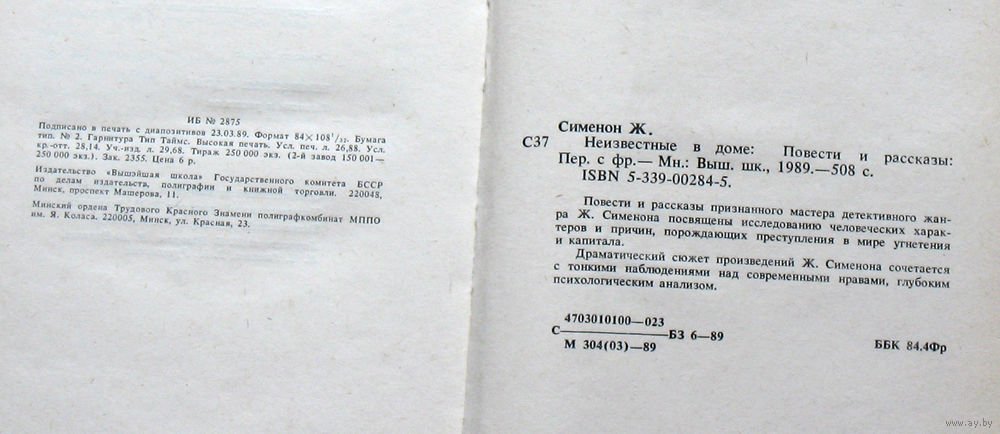 ИБ № 2875
Подписано в печать с диапозитивов 23.03.89. Формат 84×108¹/₃₂. Бумага
тип. № 2. Гарнитура Тип Таймс. Высокая печать. Усл. печ. л. 26,88. Усл.
кр.-отт. 28,14. Уч.-изд. л. 29,68. Тираж 250 000 экз. (2-й завод 150 001—
250 000 экз.). Зак. 2355. Цена 6 р.
Издательство «Вышэйшая школа» Государственного комитета БССР
по делам издательств, полиграфии и книжной торговли. 220048,
Минск, проспект Машерова, 11.
Минский ордена Трудового Красного Знамени полиграфкомбинат МППО
им. Я. Коласа. 220005, Минск, ул. Красная, 23.
Сименон Ж.
С37 Неизвестные в доме: Повести и рассказы:
Пер. с фр.— Мн.: Выш. шк., 1989.—508 с.
ISBN 5-339-00284-5.
Повести и рассказы признанного мастера детективного жан-
ра Ж. Сименона посвящены исследованию человеческих харак-
теров и причин, порождающих преступления в мире угнетения
и капитала.
Драматический сюжет произведений Ж. Сименона сочетается
с тонкими наблюдениями над современными нравами, глубоким
психологическим анализом.
4703010100—023
С—БЗ 6—89
М 304(03)—89
ББК 84.4Фр
www.ay.by